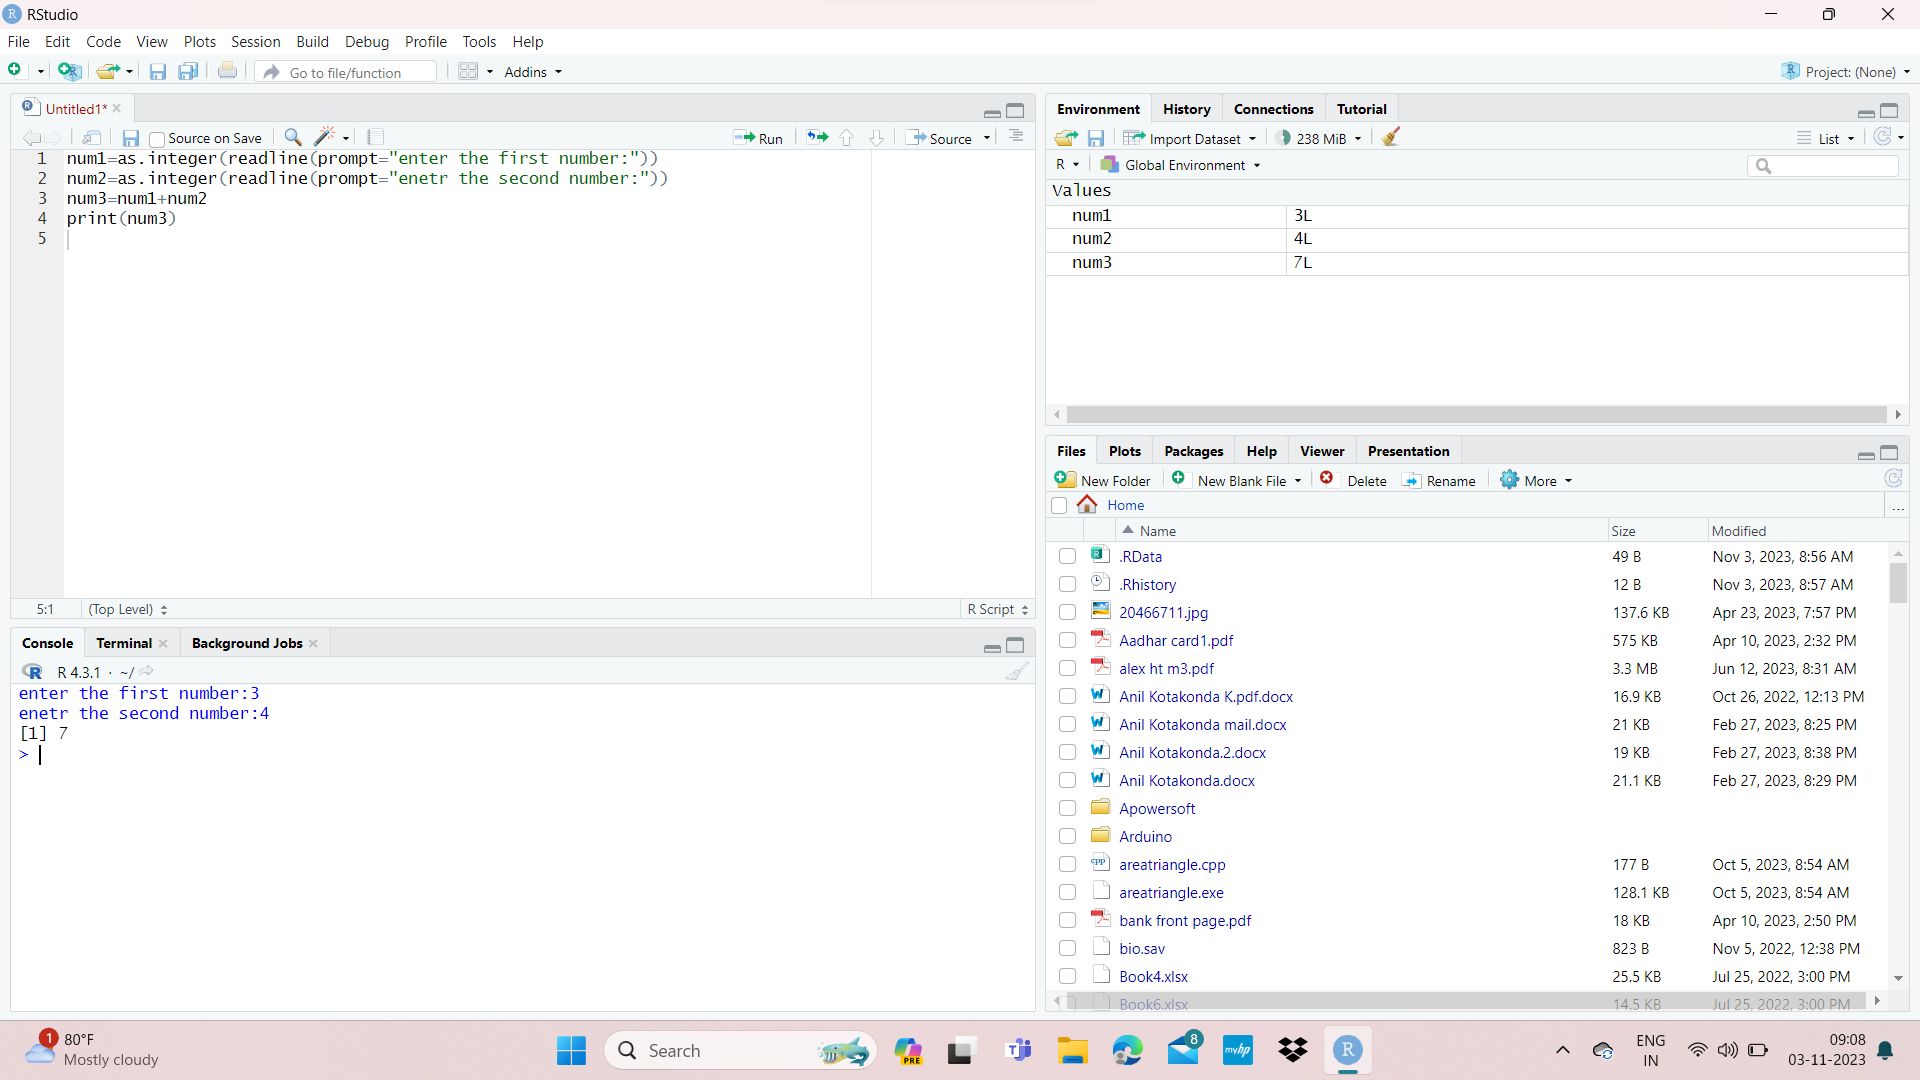 RStudio
File Edit Code View Plots Session Build Debug Profile Tools Help
Go to file/function Addins Project: (None)
Untitled1*
Source on Save Run Source
1 num1=as.integer(readline(prompt="enter the first number:"))
2 num2=as.integer(readline(prompt="enetr the second number:"))
3 num3=num1+num2
4 print(num3)
5
5:1 (Top Level) R Script
Console Terminal Background Jobs
R 4.3.1 · ~/
enter the first number:3
enetr the second number:4
[1] 7
>
Environment History Connections Tutorial
Import Dataset 238 MiB List
R Global Environment
Values
num1 3L
num2 4L
num3 7L
Files Plots Packages Help Viewer Presentation
New Folder New Blank File Delete Rename More
Home ...
Name Size Modified
.RData 49 B Nov 3, 2023, 8:56 AM
.Rhistory 12 B Nov 3, 2023, 8:57 AM
20466711.jpg 137.6 KB Apr 23, 2023, 7:57 PM
Aadhar card1.pdf 575 KB Apr 10, 2023, 2:32 PM
alex ht m3.pdf 3.3 MB Jun 12, 2023, 8:31 AM
Anil Kotakonda K.pdf.docx 16.9 KB Oct 26, 2022, 12:13 PM
Anil Kotakonda mail.docx 21 KB Feb 27, 2023, 8:25 PM
Anil Kotakonda.2.docx 19 KB Feb 27, 2023, 8:38 PM
Anil Kotakonda.docx 21.1 KB Feb 27, 2023, 8:29 PM
Apowersoft
Arduino
areatriangle.cpp 177 B Oct 5, 2023, 8:54 AM
areatriangle.exe 128.1 KB Oct 5, 2023, 8:54 AM
bank front page.pdf 18 KB Apr 10, 2023, 2:50 PM
bio.sav 823 B Nov 5, 2022, 12:38 PM
Book4.xlsx 25.5 KB Jul 25, 2022, 3:00 PM
Book6.xlsx 14.5 KB Jul 25, 2022, 3:00 PM
1 80°F
Mostly cloudy
Search
PRE
8
myhp
R
ENG
IN
09:08
03-11-2023